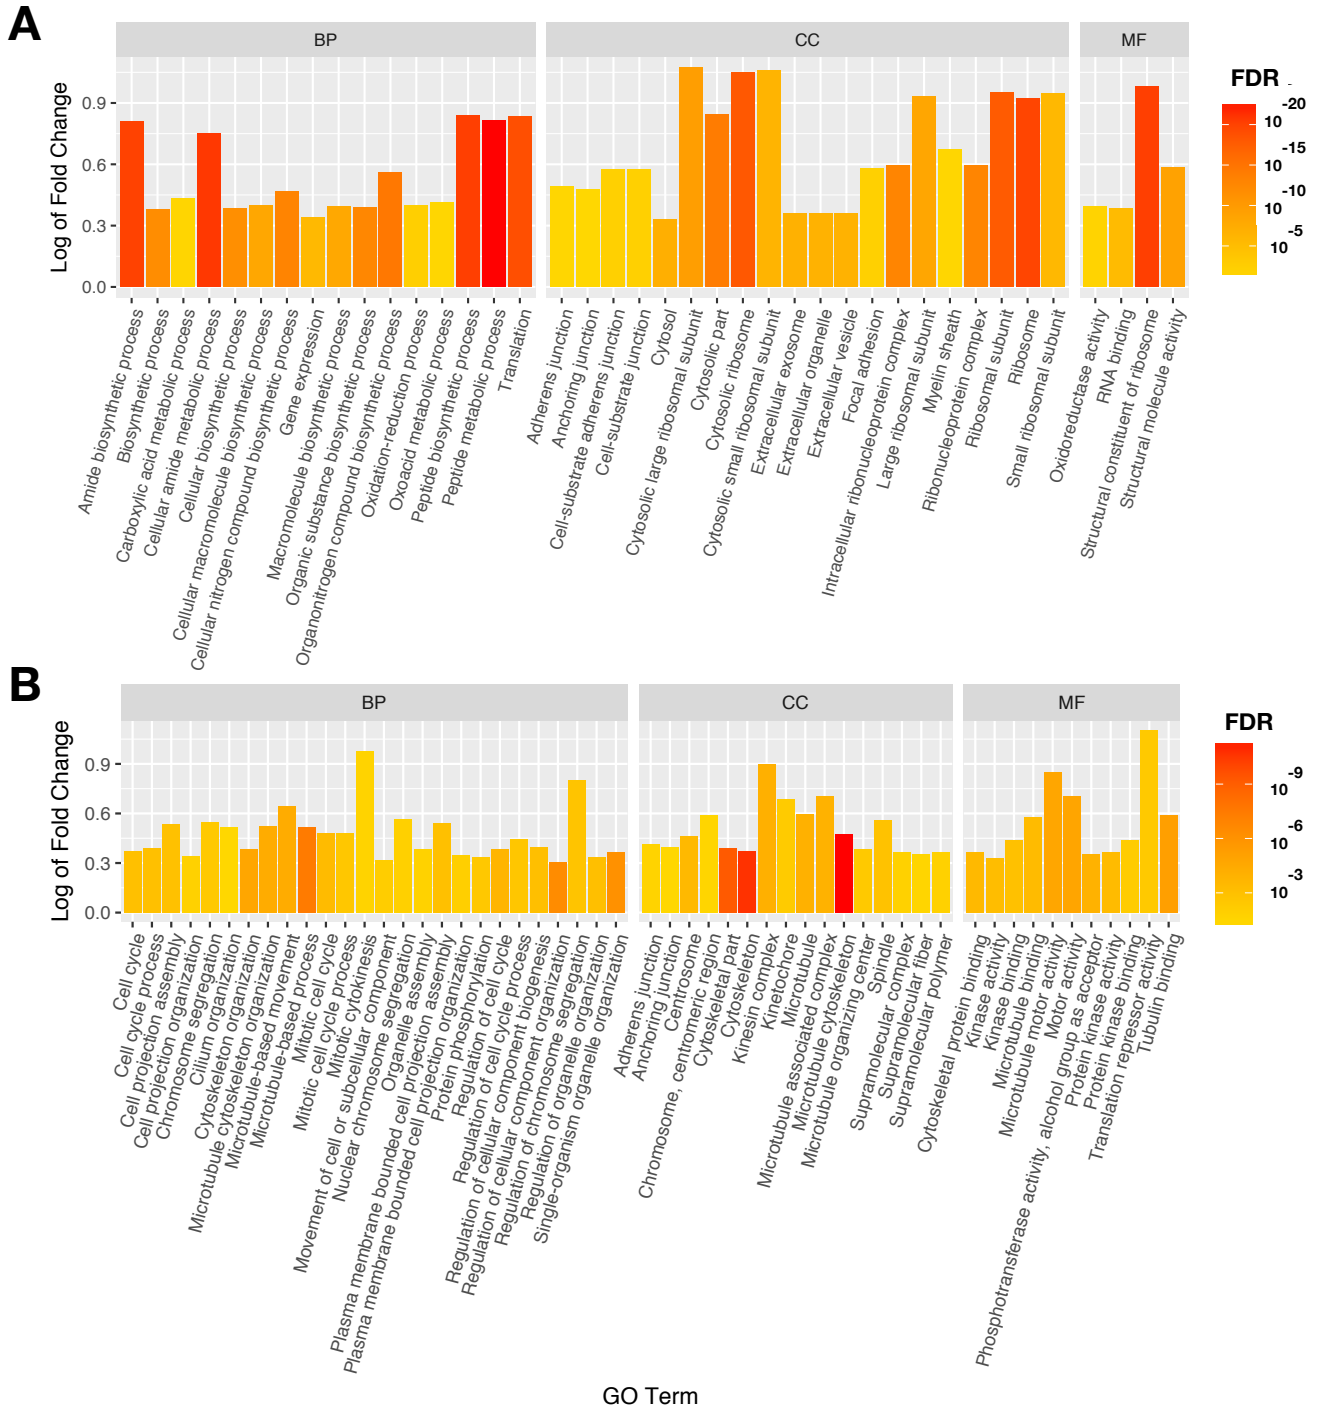 A
BP
CC
MF
Log of Fold Change
0.9
0.6
0.3
0.0
Amide biosynthetic process
Biosynthetic process
Carboxylic acid metabolic process
Cellular amide metabolic process
Cellular biosynthetic process
Cellular macromolecule biosynthetic process
Cellular nitrogen compound biosynthetic process
Gene expression
Macromolecule biosynthetic process
Organic substance biosynthetic process
Organonitrogen compound biosynthetic process
Oxidation-reduction process
Oxoacid metabolic process
Peptide biosynthetic process
Peptide metabolic process
Translation
Adherens junction
Anchoring junction
Cell-substrate adherens junction
Cell-substrate junction
Cytosol
Cytosolic large ribosomal subunit
Cytosolic part
Cytosolic ribosome
Cytosolic small ribosomal subunit
Extracellular exosome
Extracellular organelle
Extracellular vesicle
Focal adhesion
Intracellular ribonucleoprotein complex
Large ribosomal subunit
Myelin sheath
Ribonucleoprotein complex
Ribosomal subunit
Ribosome
Small ribosomal subunit
Oxidoreductase activity
RNA binding
Structural constituent of ribosome
Structural molecule activity
FDR
10 -20
10 -15
10 -10
10 -5
B
BP
CC
MF
Log of Fold Change
0.9
0.6
0.3
0.0
Cell cycle
Cell cycle process
Cell projection assembly
Cell projection organization
Chromosome segregation
Cilium organization
Cytoskeleton organization
Microtubule cytoskeleton organization
Microtubule-based movement
Microtubule-based process
Mitotic cell cycle
Mitotic cell cycle process
Mitotic cytokinesis
Movement of cell or subcellular component
Nuclear chromosome segregation
Organelle assembly
Plasma membrane bounded cell projection assembly
Plasma membrane bounded cell projection organization
Protein phosphorylation
Regulation of cell cycle
Regulation of cell cycle process
Regulation of cellular component biogenesis
Regulation of cellular component organization
Regulation of chromosome segregation
Regulation of organelle organization
Single-organism organelle organization
Adherens junction
Anchoring junction
Centrosome
Chromosome, centromeric region
Cytoskeletal part
Cytoskeleton
Kinesin complex
Kinetochore
Microtubule
Microtubule associated complex
Microtubule cytoskeleton
Microtubule organizing center
Spindle
Supramolecular complex
Supramolecular fiber
Supramolecular polymer
Cytoskeletal protein binding
Kinase activity
Kinase binding
Microtubule binding
Microtubule motor activity
Motor activity
Phosphotransferase activity, alcohol group as acceptor
Protein kinase activity
Protein kinase binding
Translation repressor activity
Tubulin binding
FDR
10 -9
10 -6
10 -3
GO Term